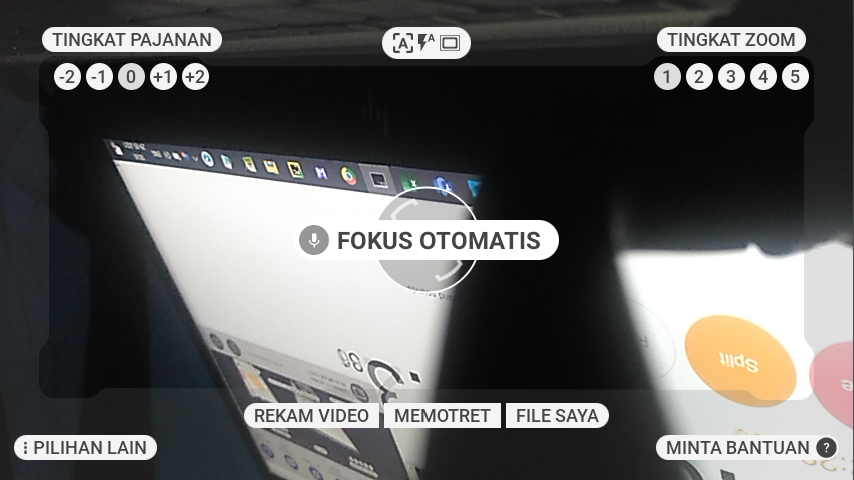 TINGKAT PAJANAN
A
A
TINGKAT ZOOM
-2 -1 0 +1 +2
1 2 3 4 5
FOKUS OTOMATIS
Split
REKAM VIDEO
MEMOTRET
FILE SAYA
PILIHAN LAIN
MINTA BANTUAN ?